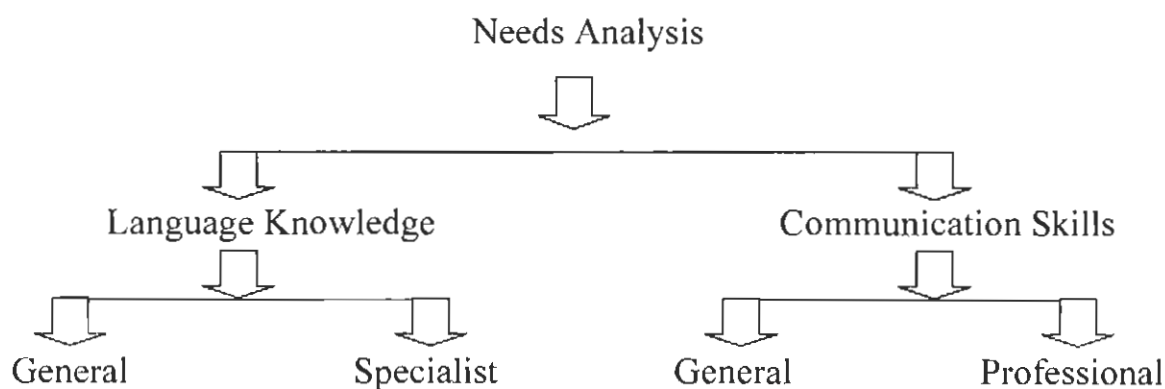 Needs Analysis
Language Knowledge Communication Skills
General Specialist General Professional